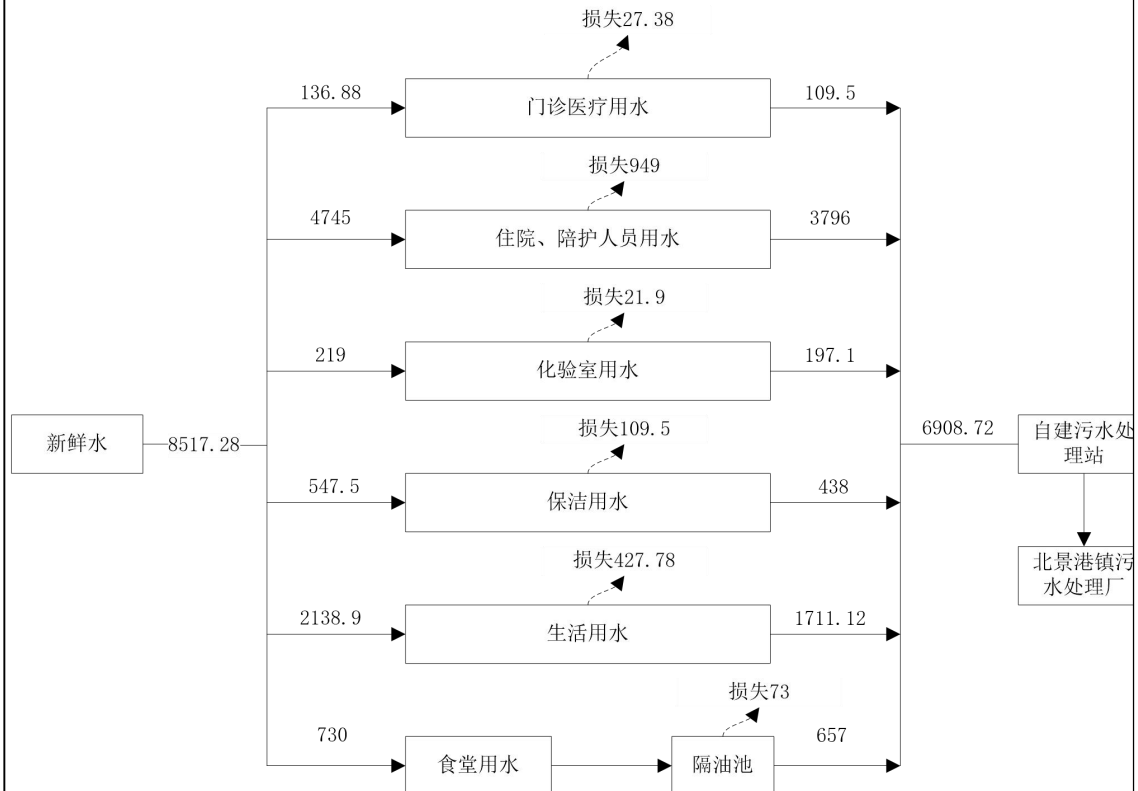 损失27.38
136.88
门诊医疗用水
109.5
损失949
4745
住院、陪护人员用水
3796
损失21.9
219
化验室用水
197.1
新鲜水
8517.28
损失109.5
547.5
保洁用水
438
6908.72
自建污水处
理站
北景港镇污
水处理厂
损失427.78
2138.9
生活用水
1711.12
损失73
730
食堂用水
隔油池
657